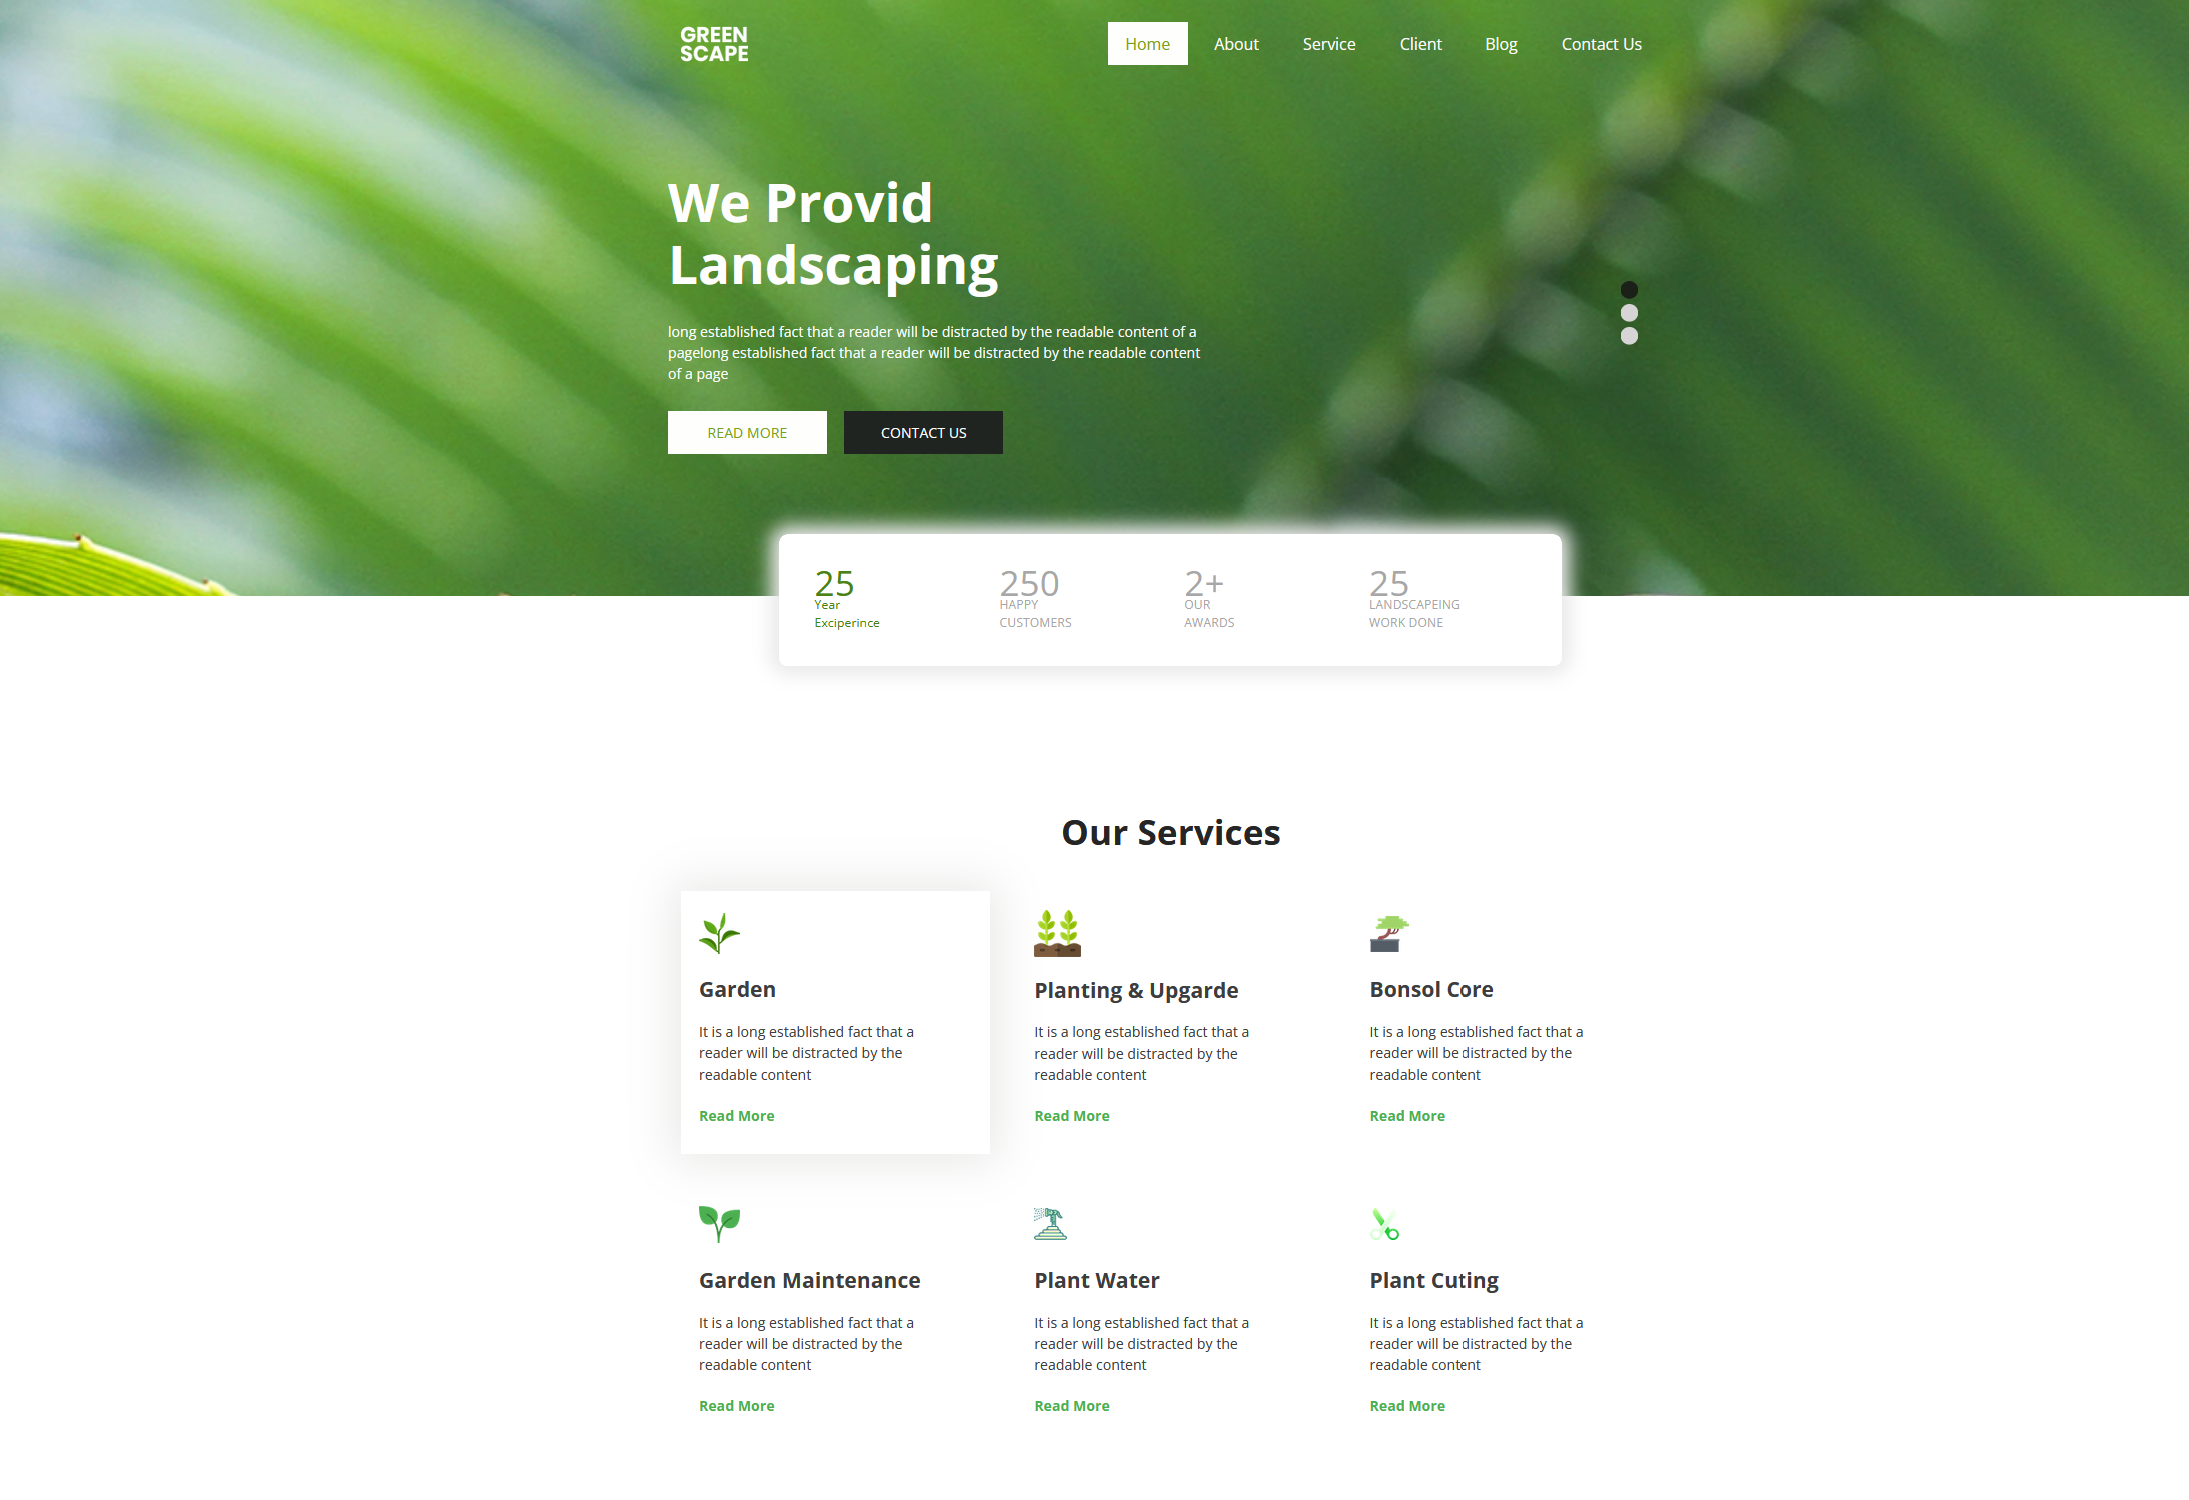 GREEN
SCAPE
Home About Service Client Blog Contact Us
We Provid
Landscaping
long established fact that a reader will be distracted by the readable content of a
pagelong established fact that a reader will be distracted by the readable content
of a page
READ MORE CONTACT US
25 250 2+ 25
Year HAPPY OUR LANDSCAPEING
Exciperince CUSTOMERS AWARDS WORK DONE
Our Services
Garden Planting & Upgarde Bonsol Core
It is a long established fact that a It is a long established fact that a It is a long established fact that a
reader will be distracted by the reader will be distracted by the reader will be distracted by the
readable content readable content readable content
Read More Read More Read More
Garden Maintenance Plant Water Plant Cuting
It is a long established fact that a It is a long established fact that a It is a long established fact that a
reader will be distracted by the reader will be distracted by the reader will be distracted by the
readable content readable content readable content
Read More Read More Read More